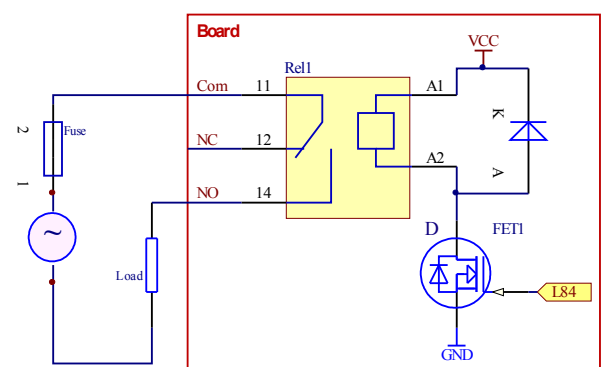 Board
VCC
Rel1
Com 11 A1
2 Fuse
K
NC 12
A2
A
1
NO 14
~
D FET1
Load
L84
GND